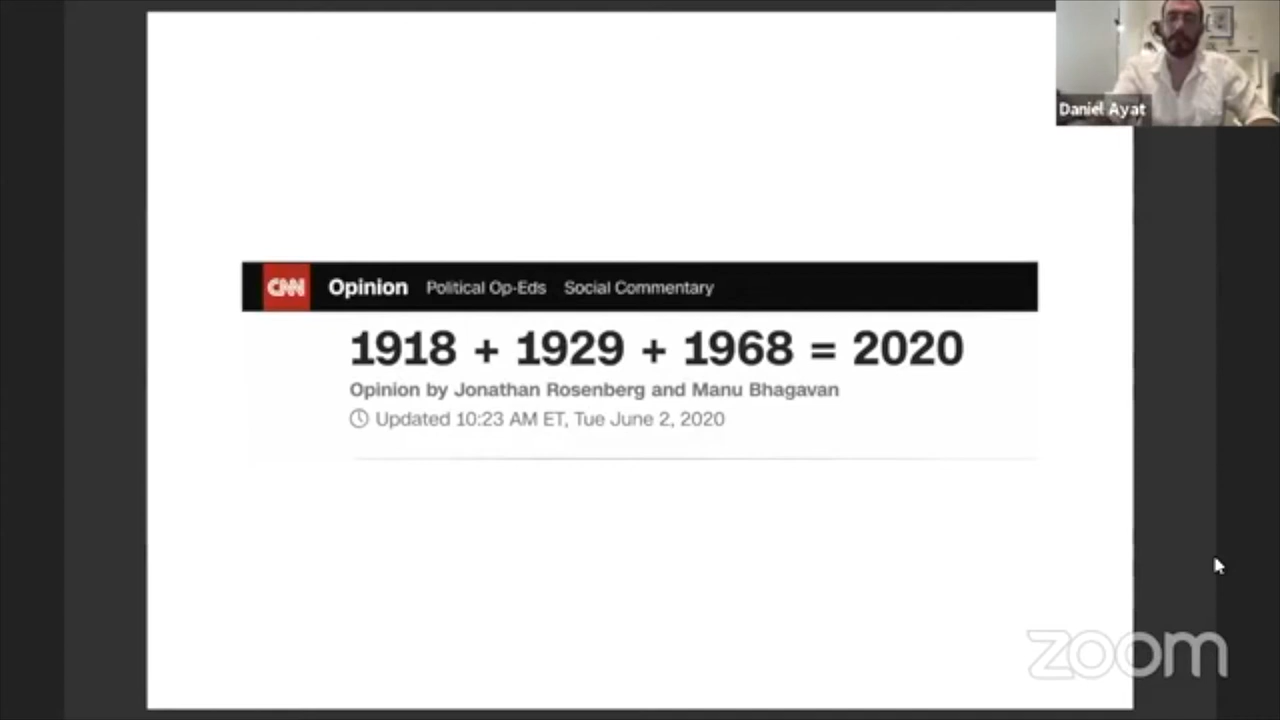 Daniel Ayat
CNN Opinion Political Op-Eds Social Commentary
1918 + 1929 + 1968 = 2020
Opinion by Jonathan Rosenberg and Manu Bhagavan
Updated 10:23 AM ET, Tue June 2, 2020
zoom